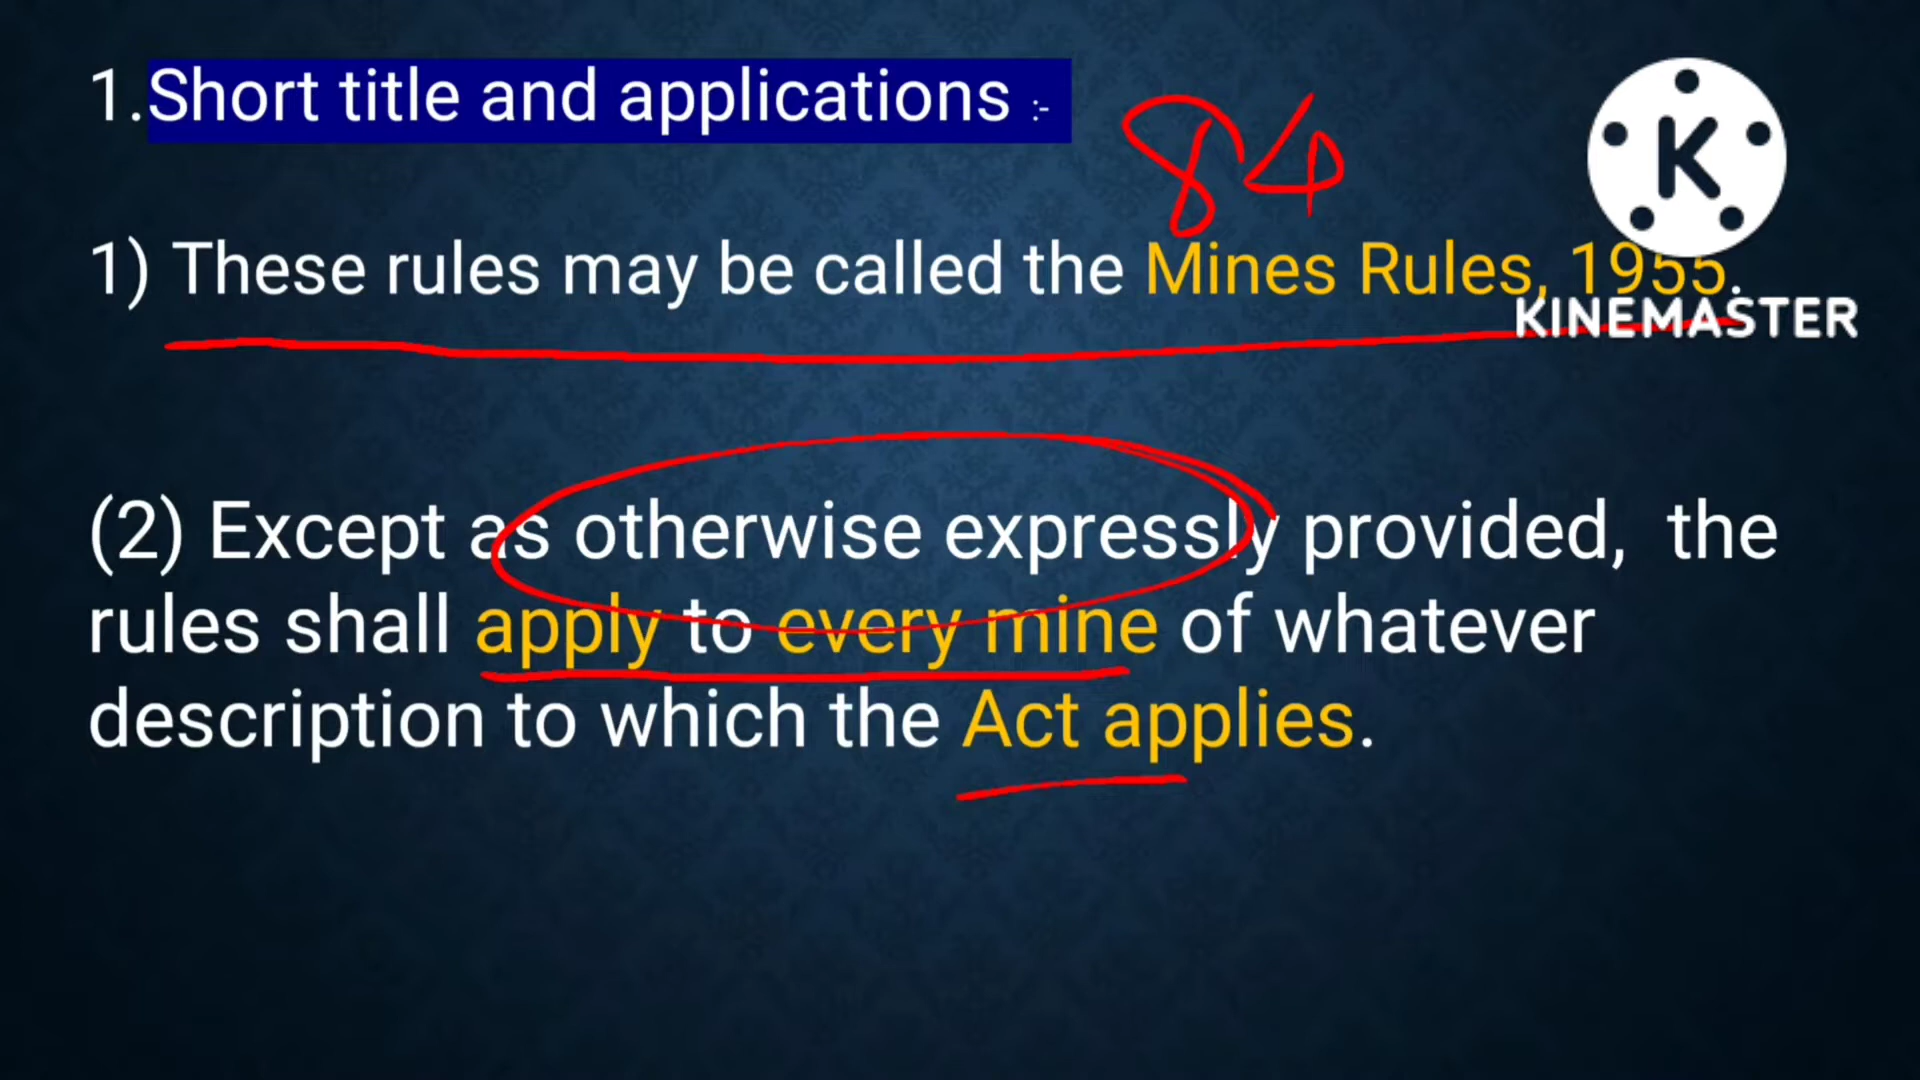 1. Short title and applications :-
84
1) These rules may be called the Mines Rules, 1955.
K
KINEMASTER
(2) Except as otherwise expressly provided, the
rules shall apply to every mine of whatever
description to which the Act applies.